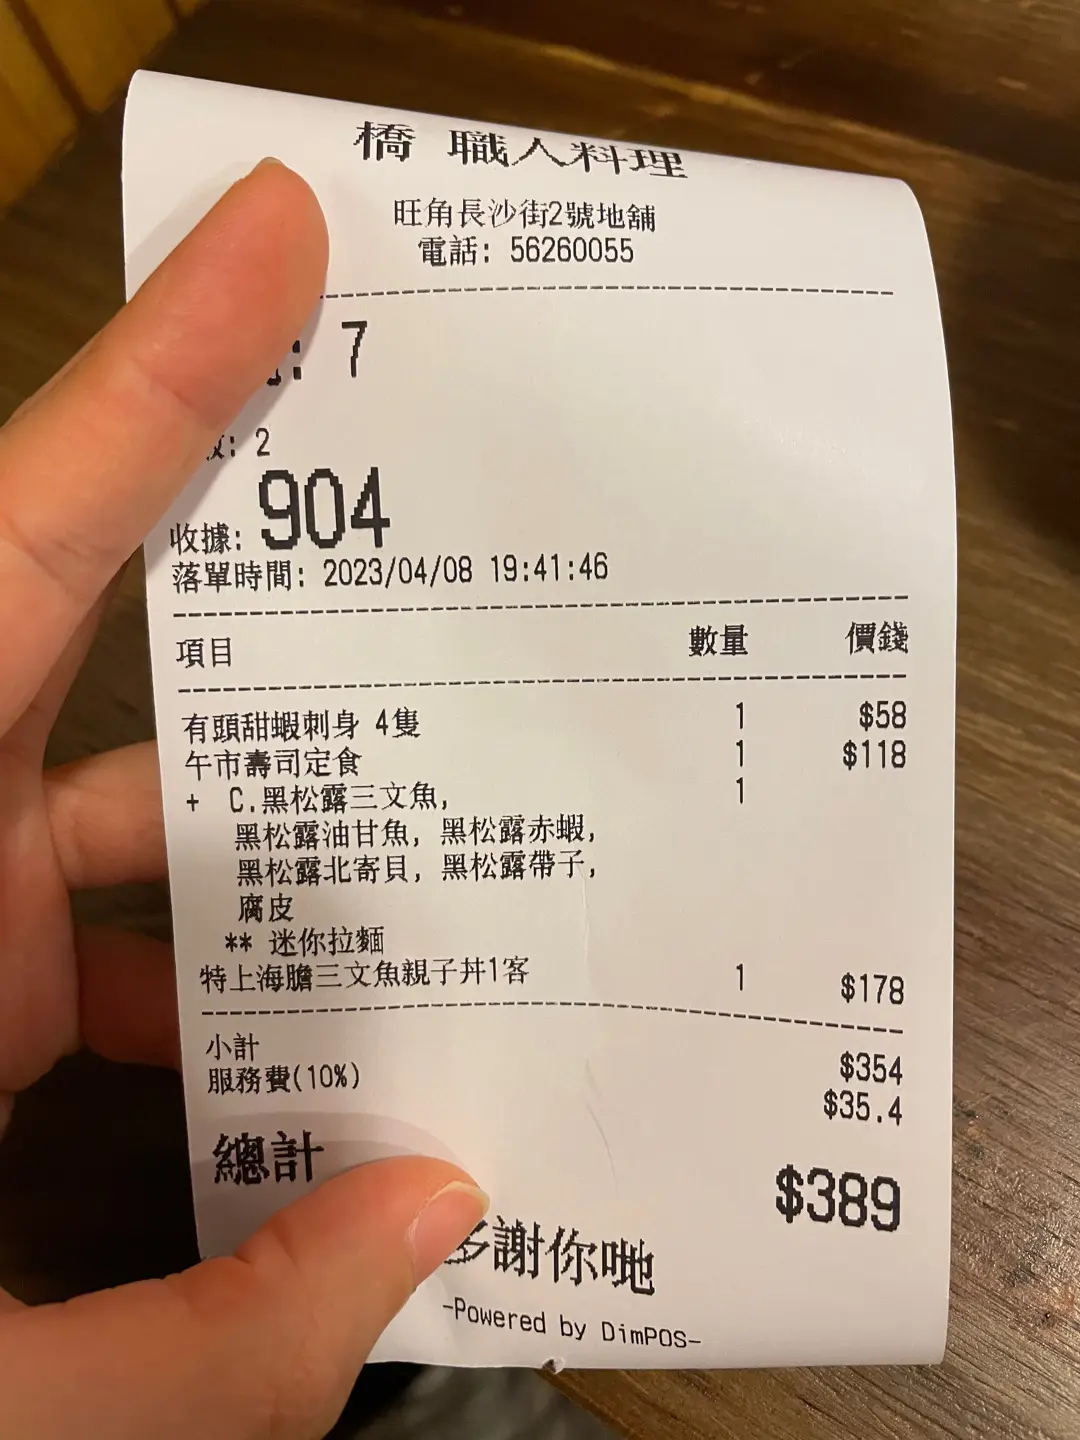 橋 職人料理
旺角長沙街2號地舖
電話: 56260055
: 7
: 2
收據: 904
落單時間: 2023/04/08 19:41:46
項目 數量 價錢
有頭甜蝦刺身 4隻 1 $58
午市壽司定食 1 $118
+ C.黑松露三文魚, 1
黑松露油甘魚, 黑松露赤蝦,
黑松露北寄貝, 黑松露帶子,
腐皮
** 迷你拉麵
特上海膽三文魚親子丼1客 1 $178
小計 $354
服務費(10%) $35.4
總計 $389
多謝你哋
-Powered by DimPOS-